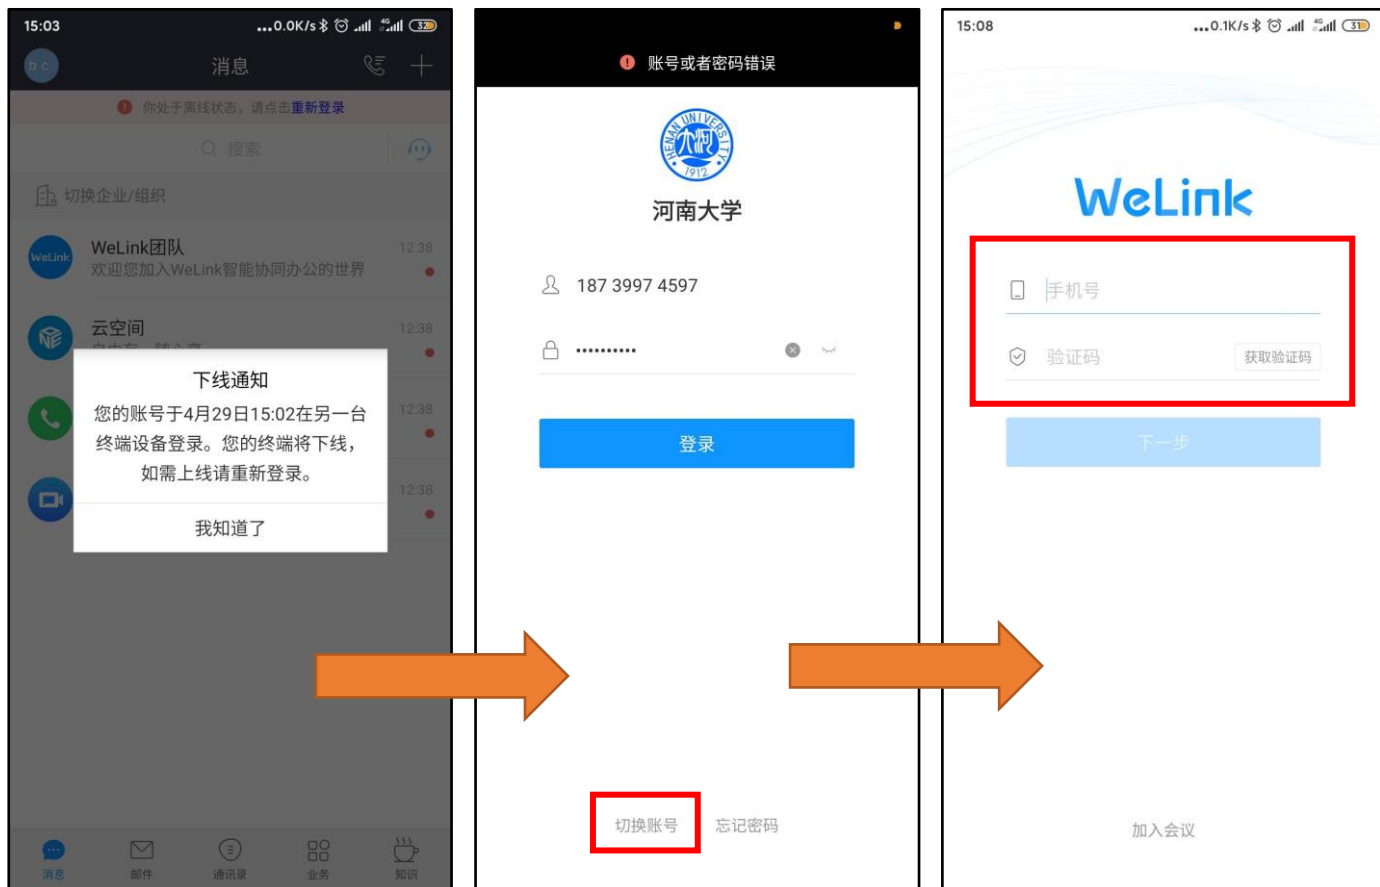 15:03
...0.0K/s 4G 32
b c
消息
你处于离线状态，请点击重新登录
搜索
切换企业/组织
WeLink
WeLink团队
12:38
欢迎您加入WeLink智能协同办公的世界
云空间
12:38
下线通知
您的账号于4月29日15:02在另一台
终端设备登录。您的终端将下线，
如需上线请重新登录。
我知道了
12:38
12:38
消息
邮件
通讯录
业务
知识
账号或者密码错误
HENAN UNIVERSITY
1912
河南大学
187 3997 4597
••••••••••
登录
切换账号
忘记密码
15:08
...0.1K/s 4G 31
WeLink
手机号
验证码
获取验证码
下一步
加入会议